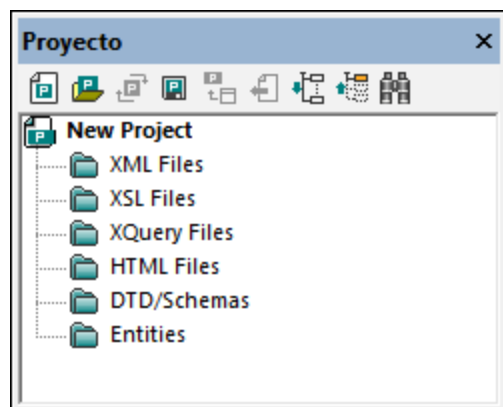 Proyecto
New Project
XML Files
XSL Files
XQuery Files
HTML Files
DTD/Schemas
Entities